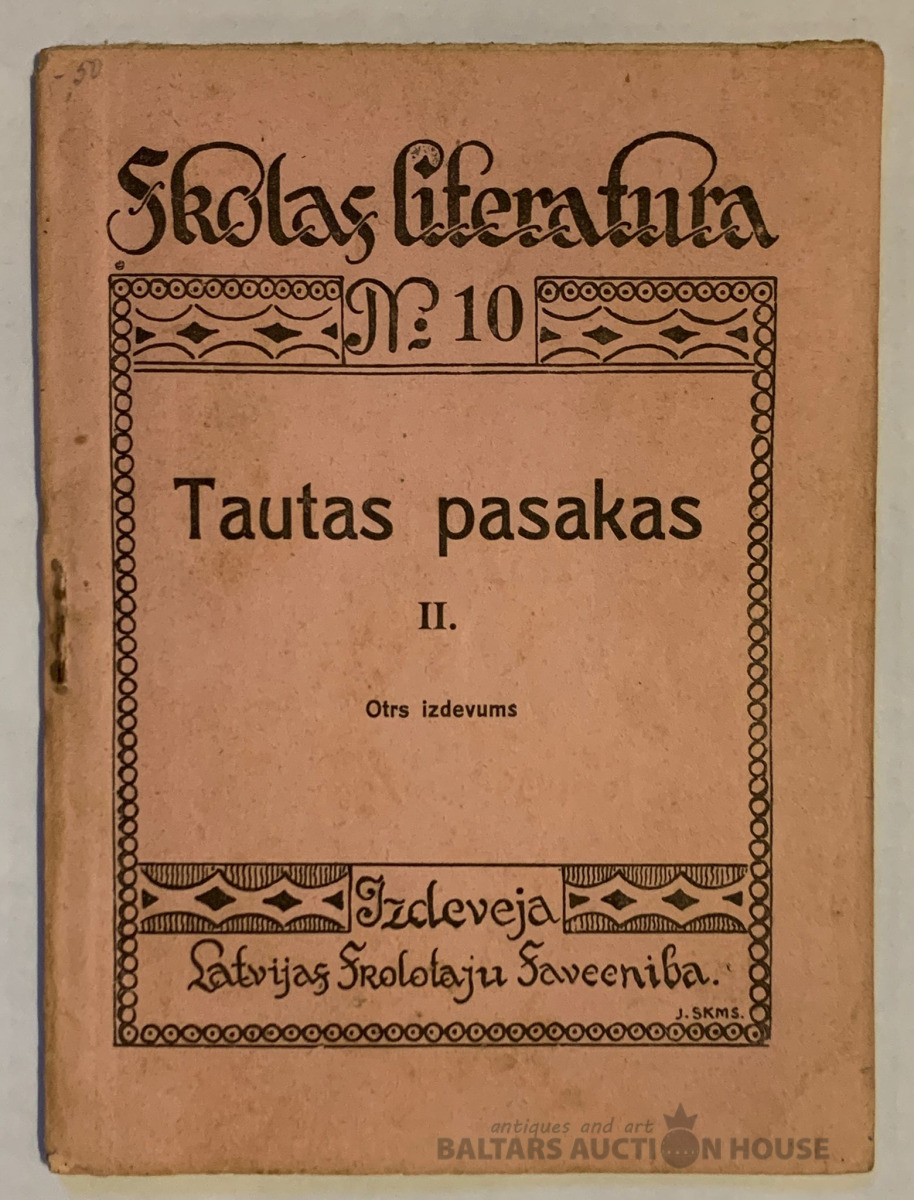 - 50
Skolas literatura
№ 10
Tautas pasakas
II.
Otrs izdevums
Izdeveja
Latvijas Skolotaju Saveeniba.
J. SKMS.
antiques and art
BALTARS AUCTION HOUSE